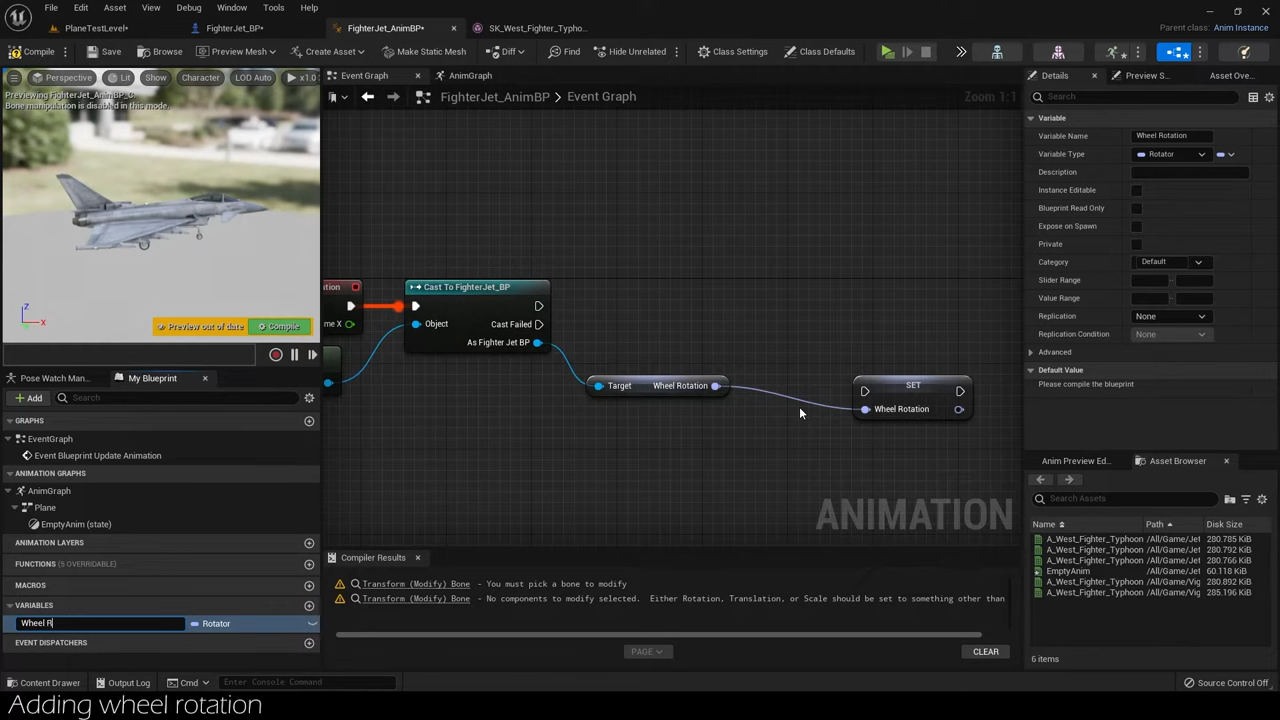 File Edit Asset View Debug Window Tools Help
PlaneTestLevel* FighterJet_BP* FighterJet_AnimBP* SK_West_Fighter_Typho...
Parent class: Anim Instance
Compile Save Browse Preview Mesh Create Asset Make Static Mesh Diff Find Hide Unrelated Class Settings Class Defaults
Perspective Lit Show Character LOD Auto x1.0
Previewing FighterJet_AnimBP_C.
Bone manipulation is disabled in this mode.
Preview out of date Compile
Z
X
Event Graph AnimGraph
FighterJet_AnimBP > Event Graph
Zoom 1:1
Cast To FighterJet_BP
Object
Cast Failed
As Fighter Jet BP
Target Wheel Rotation
SET
Wheel Rotation
ANIMATION
Pose Watch Man... My Blueprint
Add Search
GRAPHS
EventGraph
Event Blueprint Update Animation
ANIMATION GRAPHS
AnimGraph
Plane
EmptyAnim (state)
ANIMATION LAYERS
FUNCTIONS (5 OVERRIDABLE)
MACROS
VARIABLES
Wheel R Rotator
EVENT DISPATCHERS
Compiler Results
Transform (Modify) Bone - You must pick a bone to modify
Transform (Modify) Bone - No components to modify selected. Either Rotation, Translation, or Scale should be set to something other than
PAGE
CLEAR
Details Preview S... Asset Ove...
Search
Variable
Variable Name Wheel Rotation
Variable Type Rotator
Description
Instance Editable
Blueprint Read Only
Expose on Spawn
Private
Category Default
Slider Range
Value Range
Replication None
Replication Condition None
Advanced
Default Value
Please compile the blueprint
Anim Preview Ed... Asset Browser
Search Assets
Name Path Disk Size
A_West_Fighter_Typhoon /All/Game/Jet 280.785 KiB
A_West_Fighter_Typhoon /All/Game/Jet 280.792 KiB
A_West_Fighter_Typhoon /All/Game/Jet 280.766 KiB
EmptyAnim /All/Game/Jet 60.118 KiB
A_West_Fighter_Typhoon /All/Game/Vig 280.892 KiB
A_West_Fighter_Typhoon /All/Game/Vig 285.196 KiB
6 items
Content Drawer Output Log Cmd Enter Console Command
Source Control Off
Adding wheel rotation